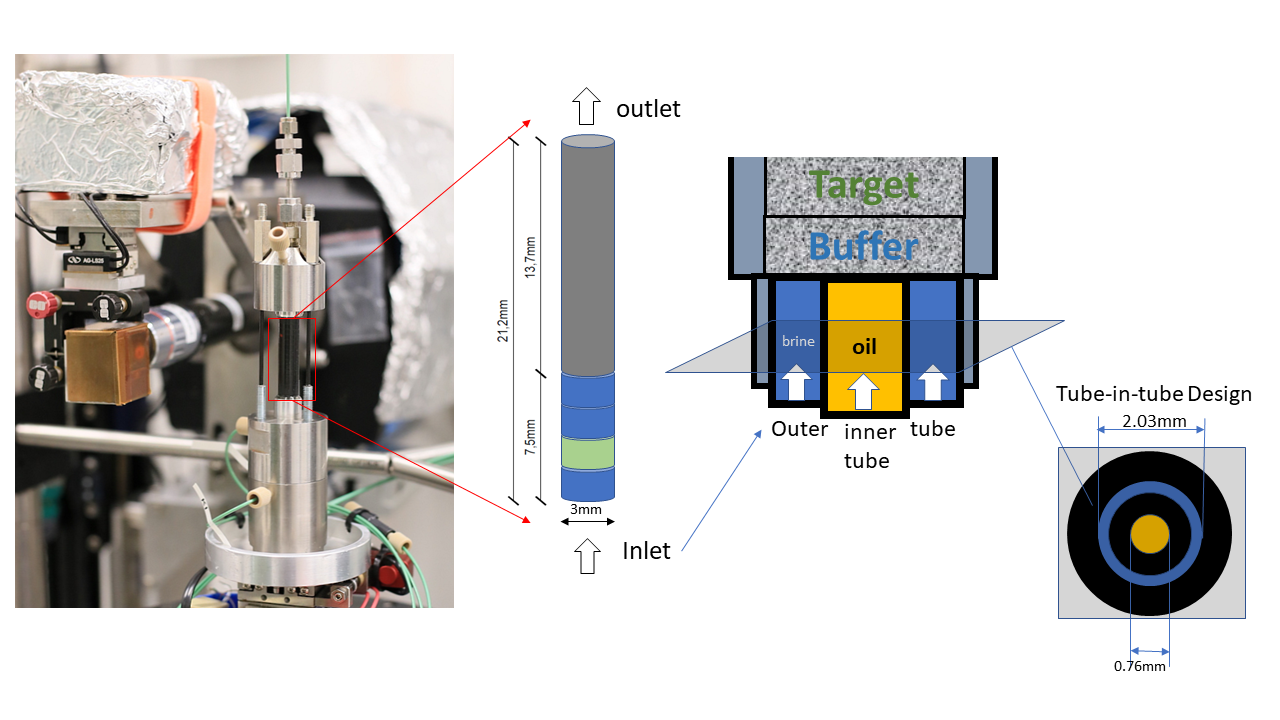 outlet
13,7mm
21,2mm
7,5mm
3mm
Inlet
Target
Buffer
brine
oil
Outer
inner
tube
tube
Tube-in-tube Design
2.03mm
0.76mm
AG-LS25